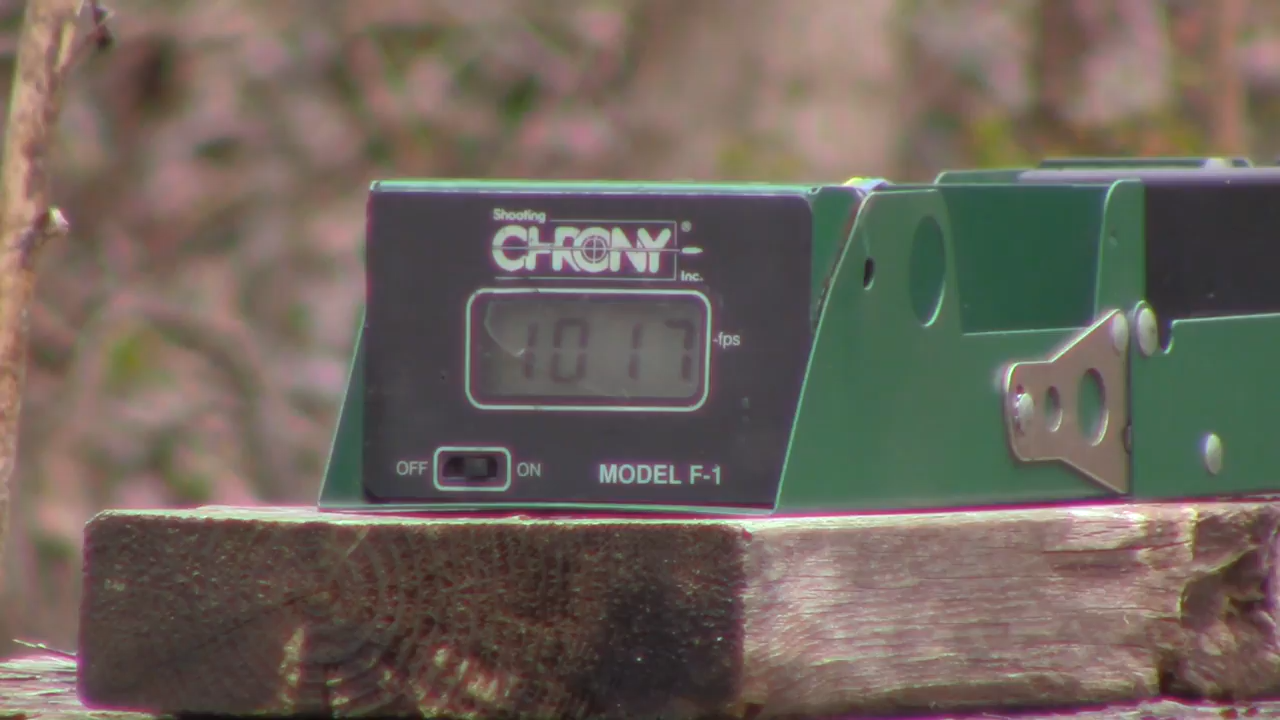 Shooting
CHRONY ®
Inc.
1017 -fps
OFF ON MODEL F-1